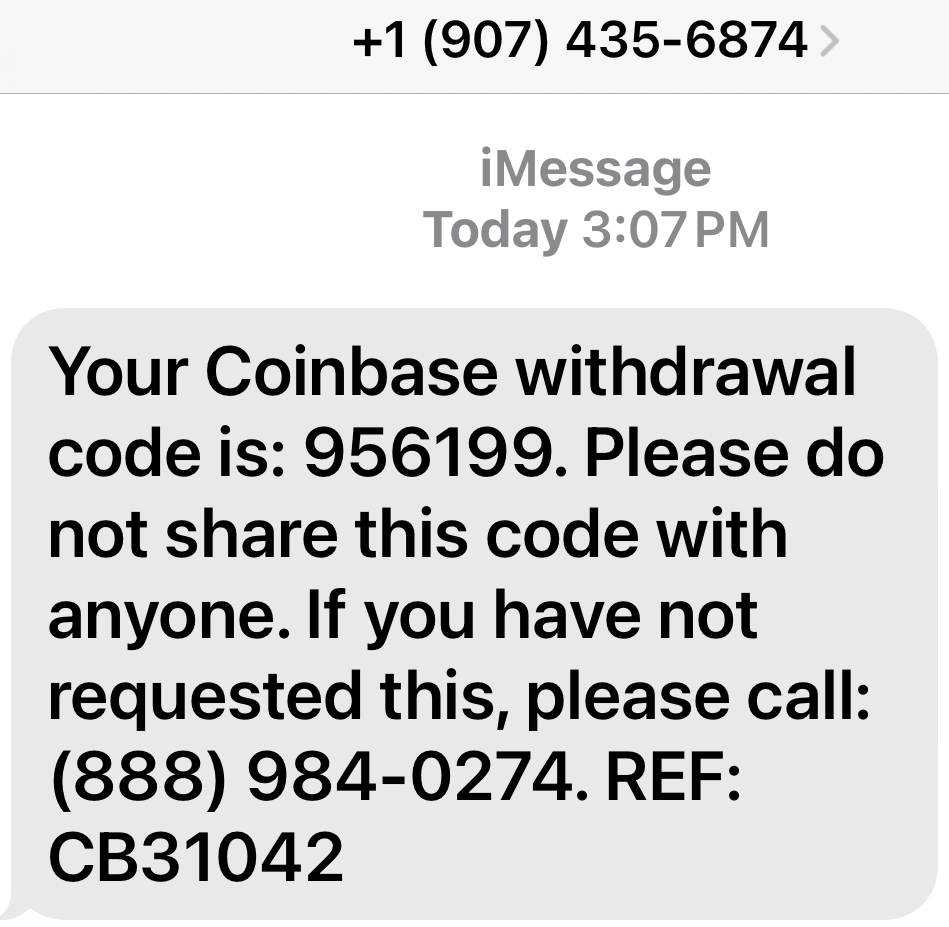 +1 (907) 435-6874
iMessage
Today 3:07 PM
Your Coinbase withdrawal
code is: 956199. Please do
not share this code with
anyone. If you have not
requested this, please call:
(888) 984-0274. REF:
CB31042